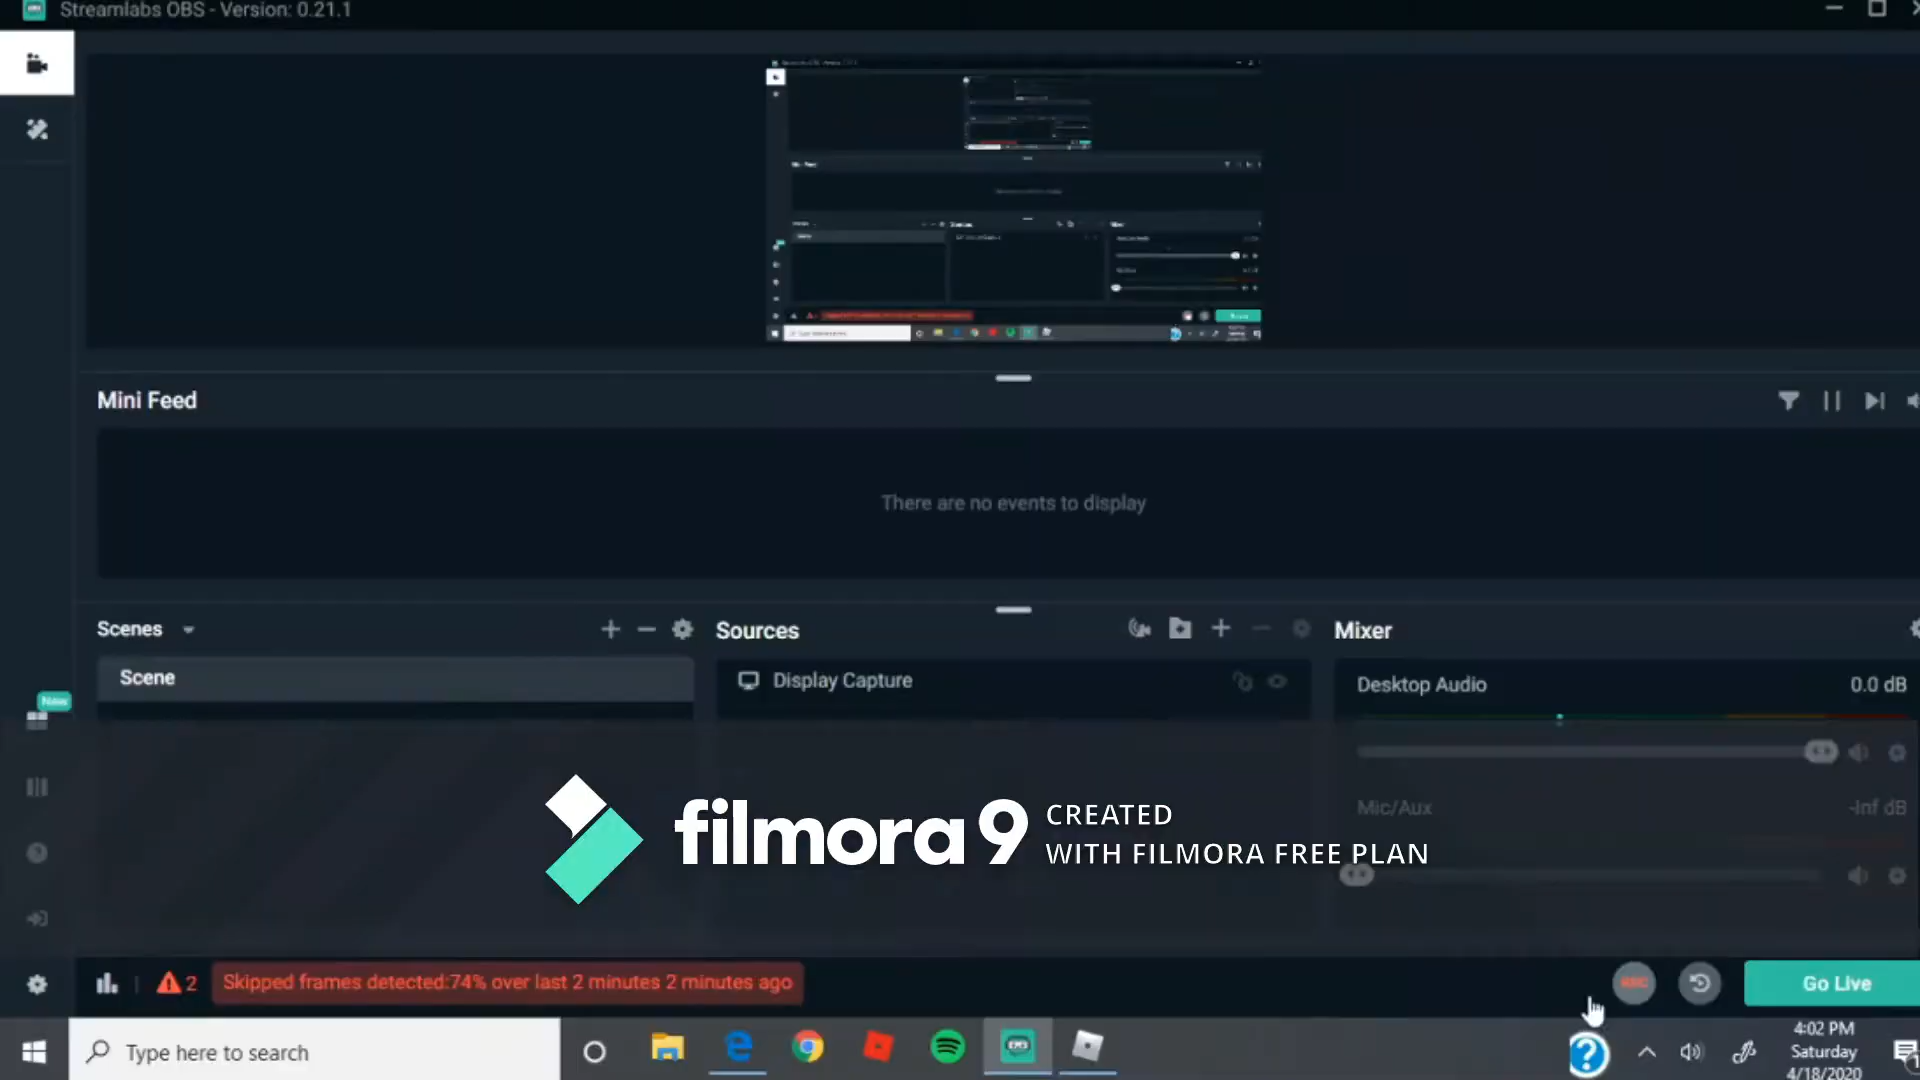 Streamlabs OBS - Version: 0.21.1
Mini Feed
There are no events to display
Scenes
Sources
Mixer
Scene
Display Capture
Desktop Audio
0.0 dB
New
Mic/Aux
-Inf dB
filmora9
CREATED
WITH FILMORA FREE PLAN
2
Skipped frames detected:74% over last 2 minutes 2 minutes ago
REC
Go Live
Type here to search
4:02 PM
Saturday
4/18/2020